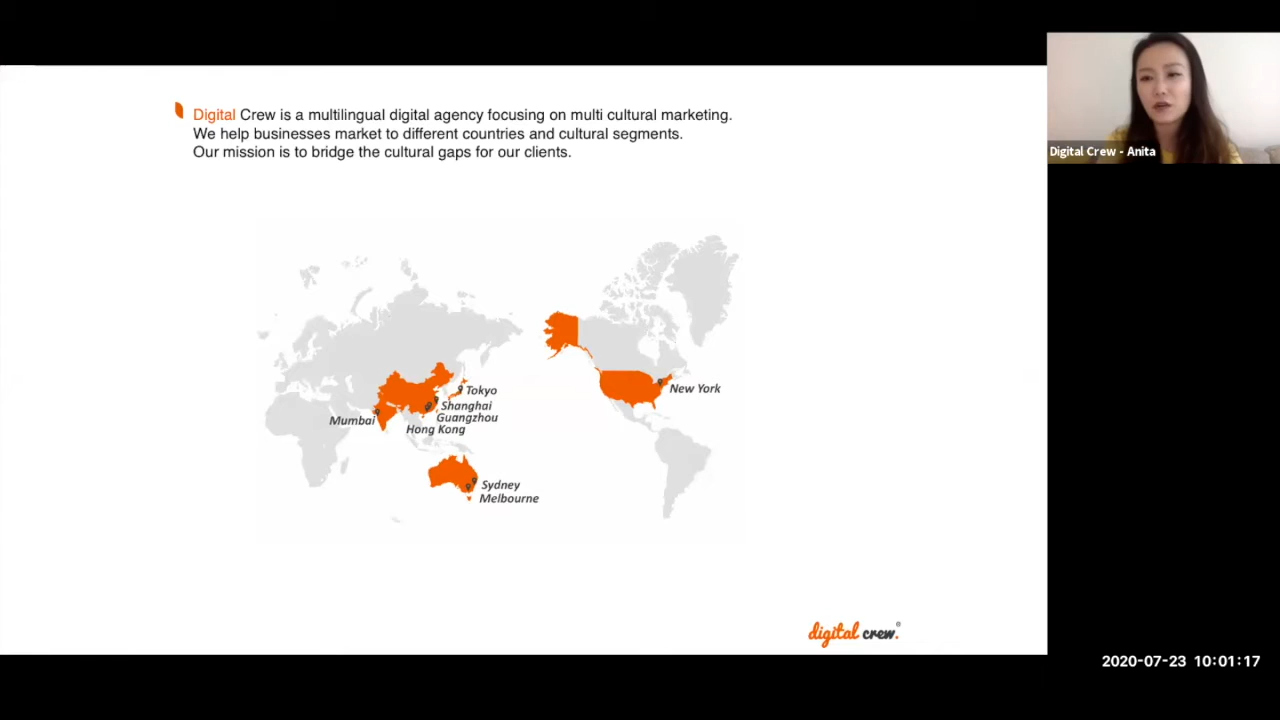 Digital Crew is a multilingual digital agency focusing on multi cultural marketing.
We help businesses market to different countries and cultural segments.
Our mission is to bridge the cultural gaps for our clients.
Digital Crew - Anita
Tokyo
New York
Shanghai
Guangzhou
Mumbai
Hong Kong
Sydney
Melbourne
digital crew.
2020-07-23 10:01:17